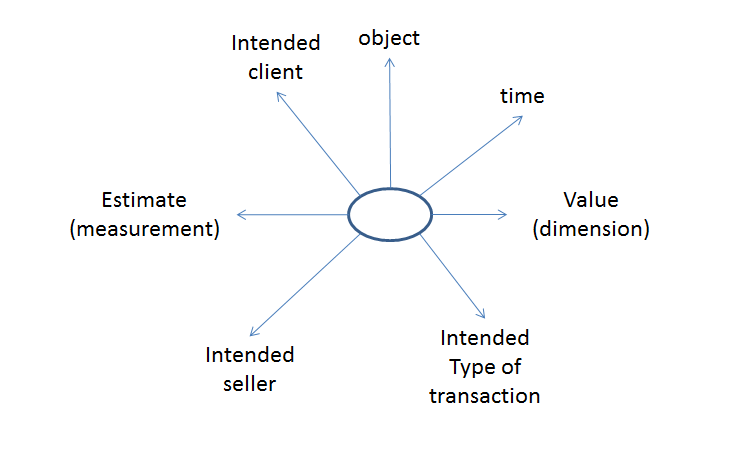 Intended
client
object
time
Estimate
(measurement)
Value
(dimension)
Intended
seller
Intended
Type of
transaction